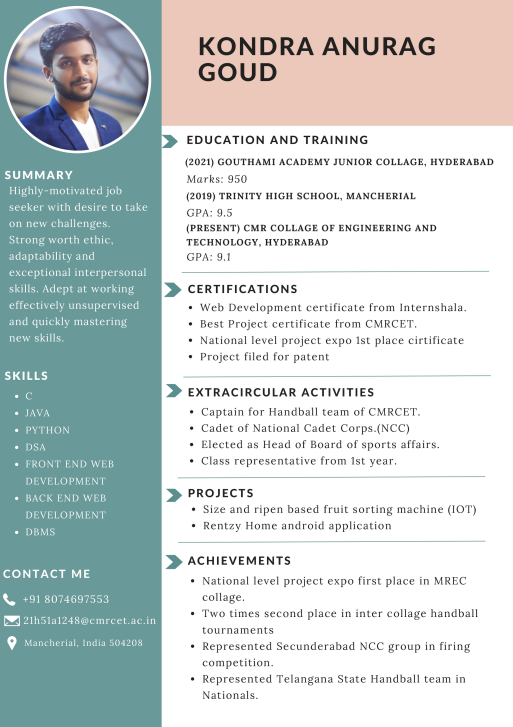 KONDRA ANURAG
GOUD
SUMMARY
Highly-motivated job
seeker with desire to take
on new challenges.
Strong worth ethic,
adaptability and
exceptional interpersonal
skills. Adept at working
effectively unsupervised
and quickly mastering
new skills.
SKILLS
• C
• JAVA
• PYTHON
• DSA
• FRONT END WEB
DEVELOPMENT
• BACK END WEB
DEVELOPMENT
• DBMS
CONTACT ME
+91 8074697553
21h51a1248@cmrcet.ac.in
Mancherial, India 504208
EDUCATION AND TRAINING
(2021) GOUTHAMI ACADEMY JUNIOR COLLAGE, HYDERABAD
Marks: 950
(2019) TRINITY HIGH SCHOOL, MANCHERIAL
GPA: 9.5
(PRESENT) CMR COLLAGE OF ENGINEERING AND
TECHNOLOGY, HYDERABAD
GPA: 9.1
CERTIFICATIONS
• Web Development certificate from Internshala.
• Best Project certificate from CMRCET.
• National level project expo 1st place cirtificate
• Project filed for patent
EXTRACIRCULAR ACTIVITIES
• Captain for Handball team of CMRCET.
• Cadet of National Cadet Corps.(NCC)
• Elected as Head of Board of sports affairs.
• Class representative from 1st year.
PROJECTS
• Size and ripen based fruit sorting machine (IOT)
• Rentzy Home android application
ACHIEVEMENTS
• National level project expo first place in MREC
collage.
• Two times second place in inter collage handball
tournaments
• Represented Secunderabad NCC group in firing
competition.
• Represented Telangana State Handball team in
Nationals.